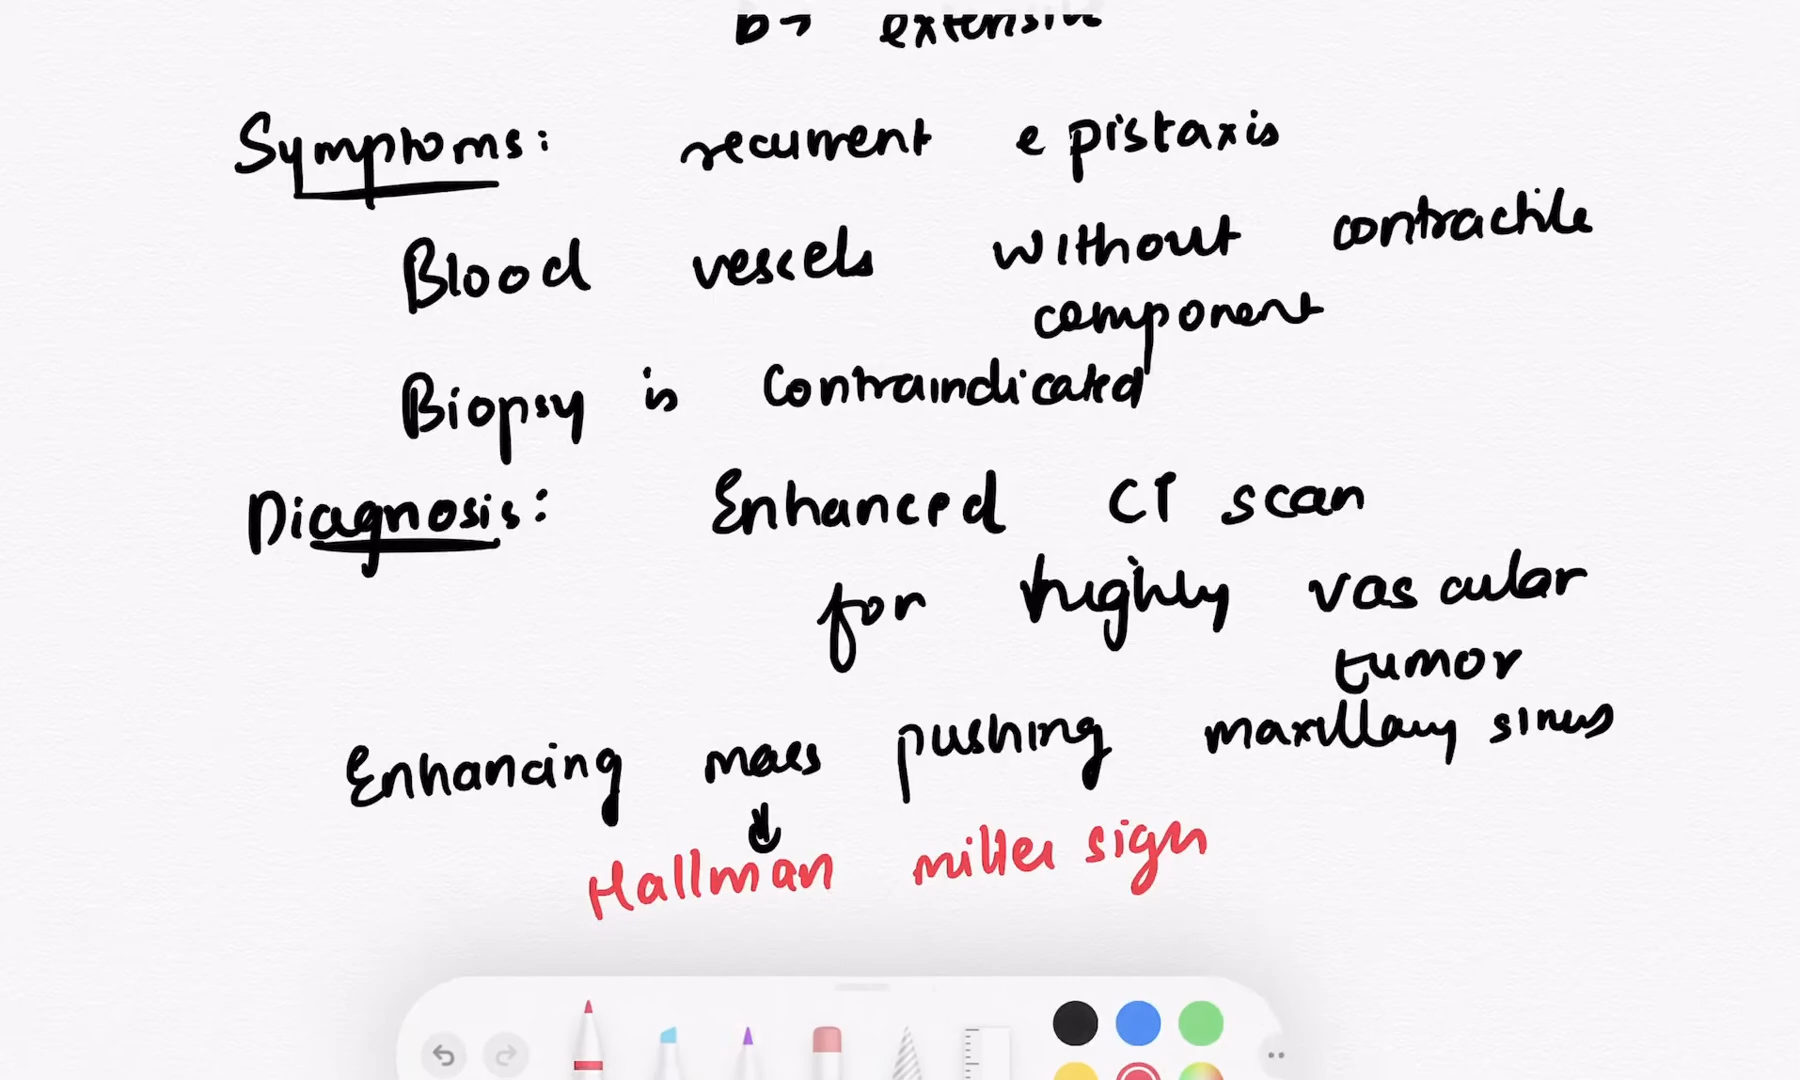 b → extensive
Symptoms: recurrent epistaxis
Blood vessels without contractile
component
Biopsy is contraindicated
Diagnosis: Enhanced CT scan
for highly vascular
tumor
Enhancing mass pushing maxillary sinus
↓
Hallman miller sign